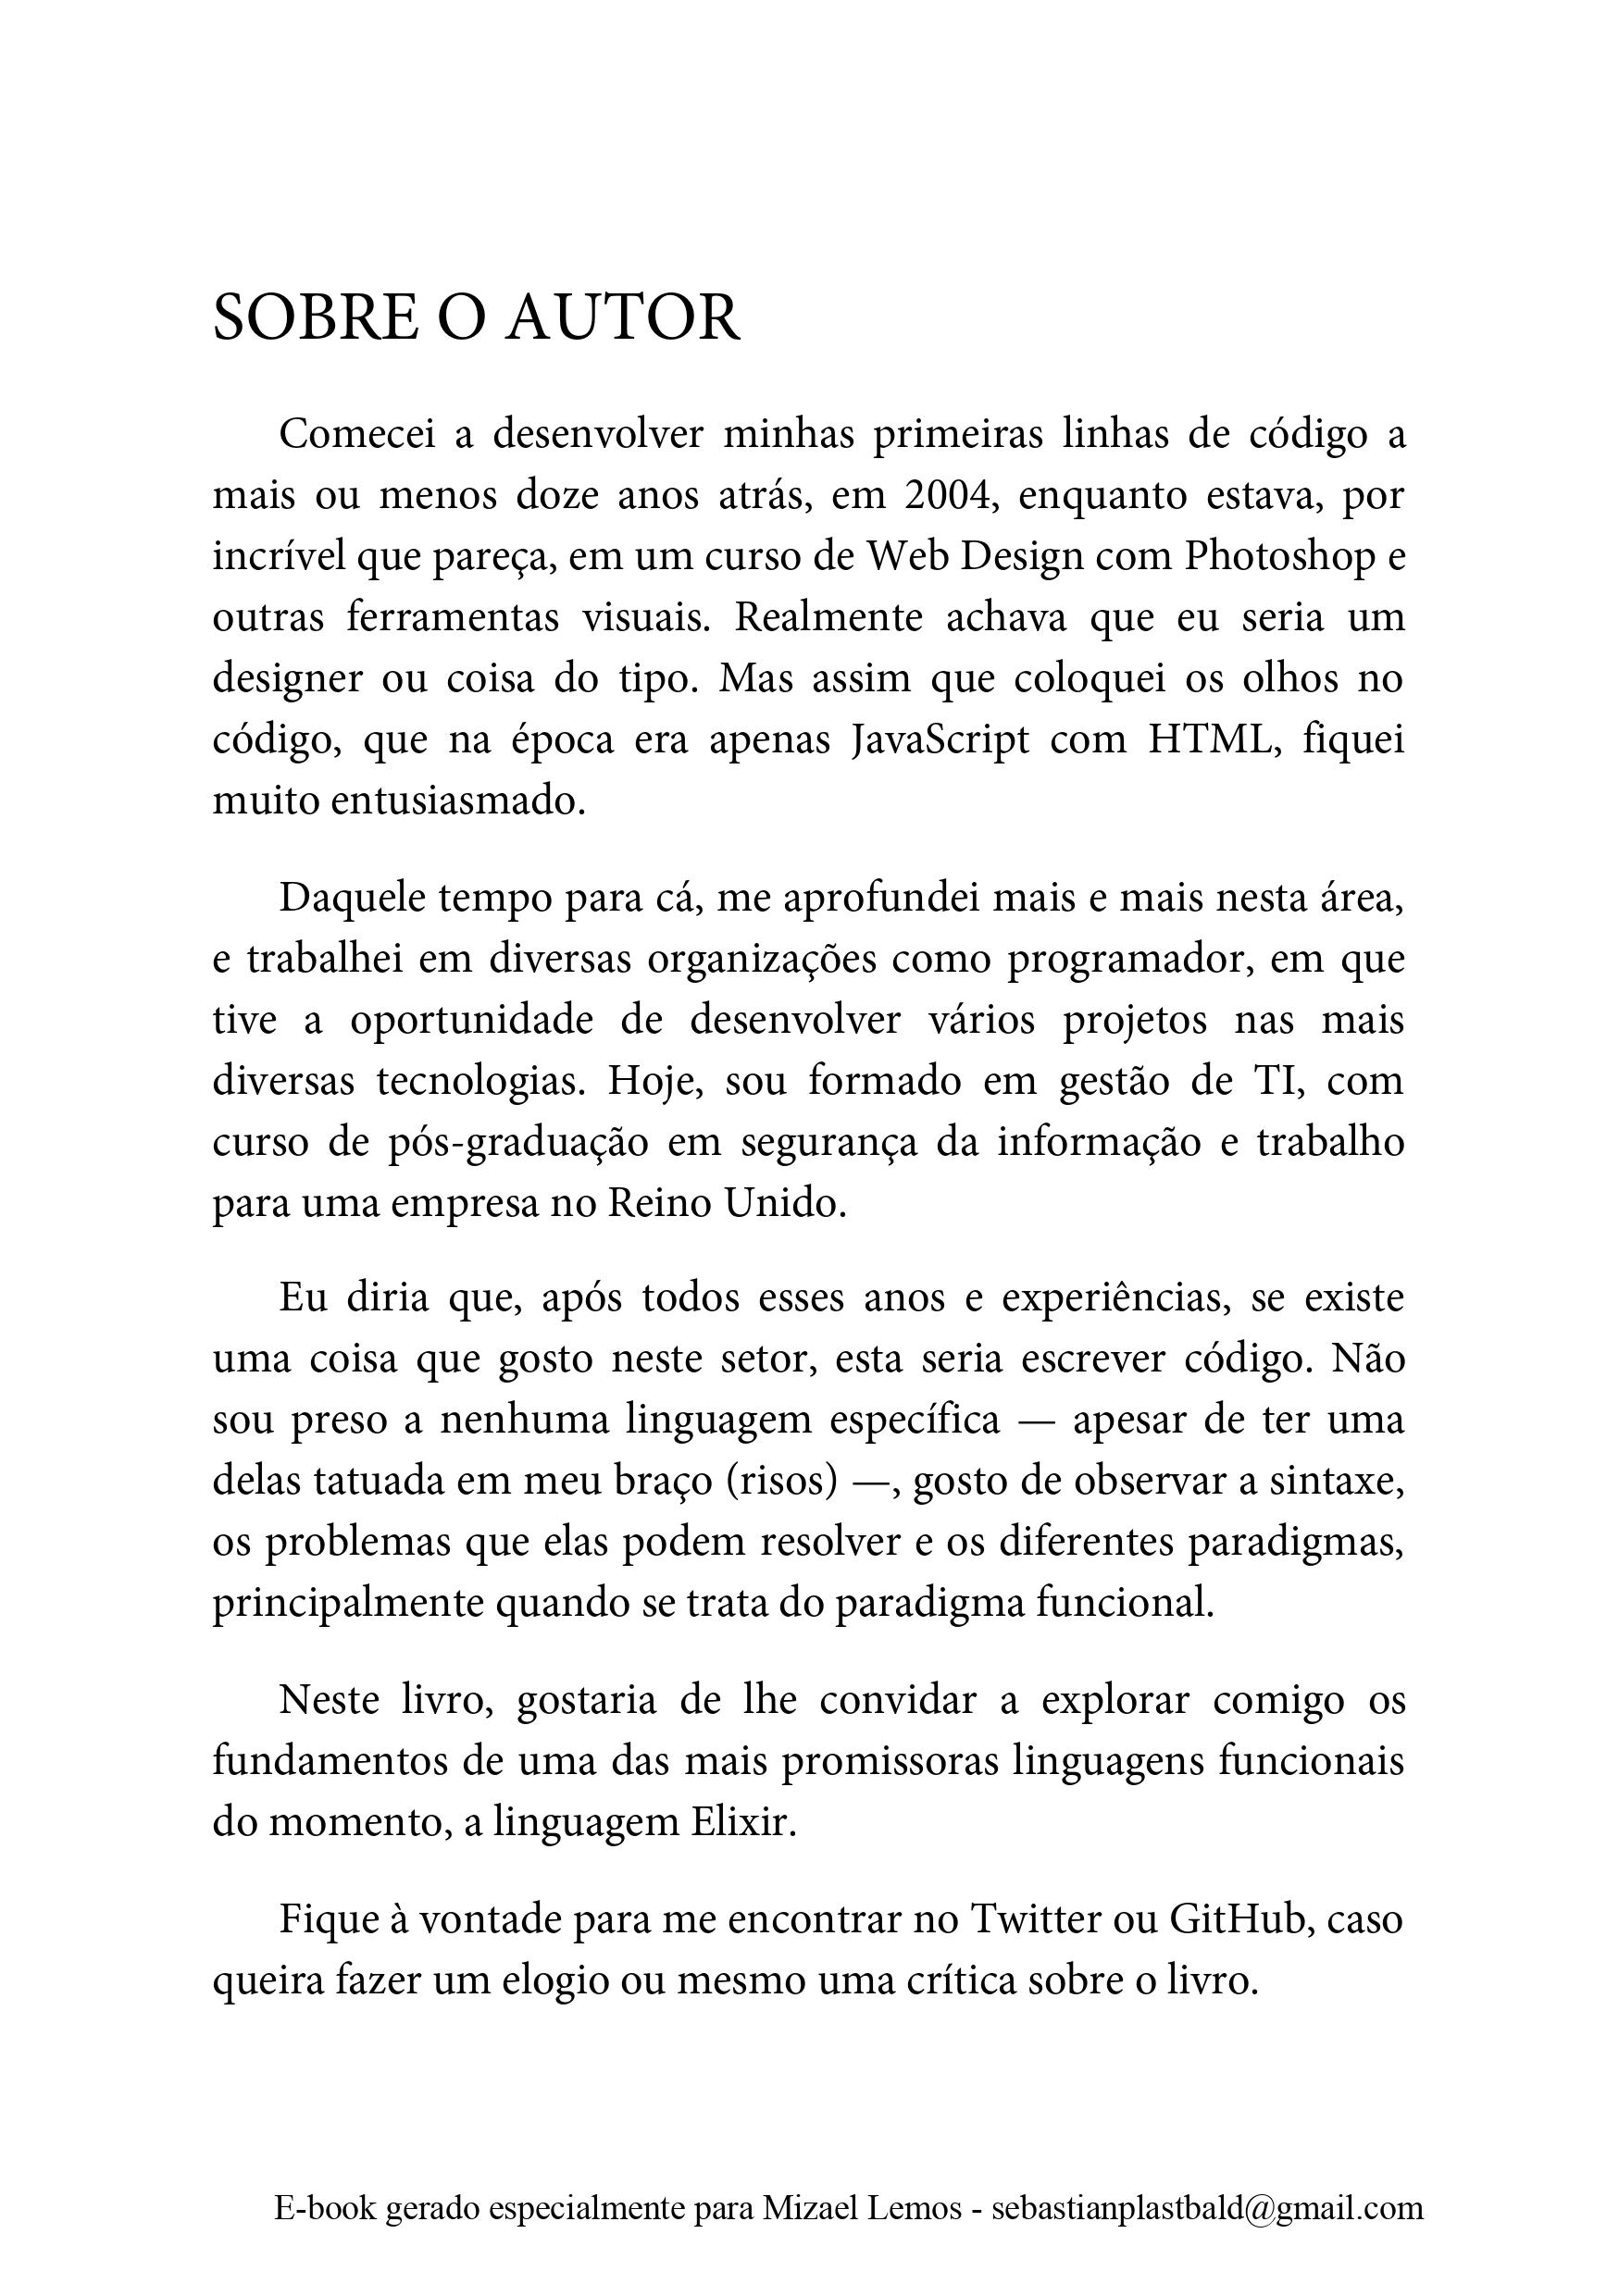 SOBRE O AUTOR
Comecei a desenvolver minhas primeiras linhas de código a
mais ou menos doze anos atrás, em 2004, enquanto estava, por
incrível que pareça, em um curso de Web Design com Photoshop e
outras ferramentas visuais. Realmente achava que eu seria um
designer ou coisa do tipo. Mas assim que coloquei os olhos no
código, que na época era apenas JavaScript com HTML, fiquei
muito entusiasmado.
Daquele tempo para cá, me aprofundei mais e mais nesta área,
e trabalhei em diversas organizações como programador, em que
tive a oportunidade de desenvolver vários projetos nas mais
diversas tecnologias. Hoje, sou formado em gestão de TI, com
curso de pós-graduação em segurança da informação e trabalho
para uma empresa no Reino Unido.
Eu diria que, após todos esses anos e experiências, se existe
uma coisa que gosto neste setor, esta seria escrever código. Não
sou preso a nenhuma linguagem específica — apesar de ter uma
delas tatuada em meu braço (risos) —, gosto de observar a sintaxe,
os problemas que elas podem resolver e os diferentes paradigmas,
principalmente quando se trata do paradigma funcional.
Neste livro, gostaria de lhe convidar a explorar comigo os
fundamentos de uma das mais promissoras linguagens funcionais
do momento, a linguagem Elixir.
Fique à vontade para me encontrar no Twitter ou GitHub, caso
queira fazer um elogio ou mesmo uma crítica sobre o livro.
E-book gerado especialmente para Mizael Lemos - sebastianplastbald@gmail.com